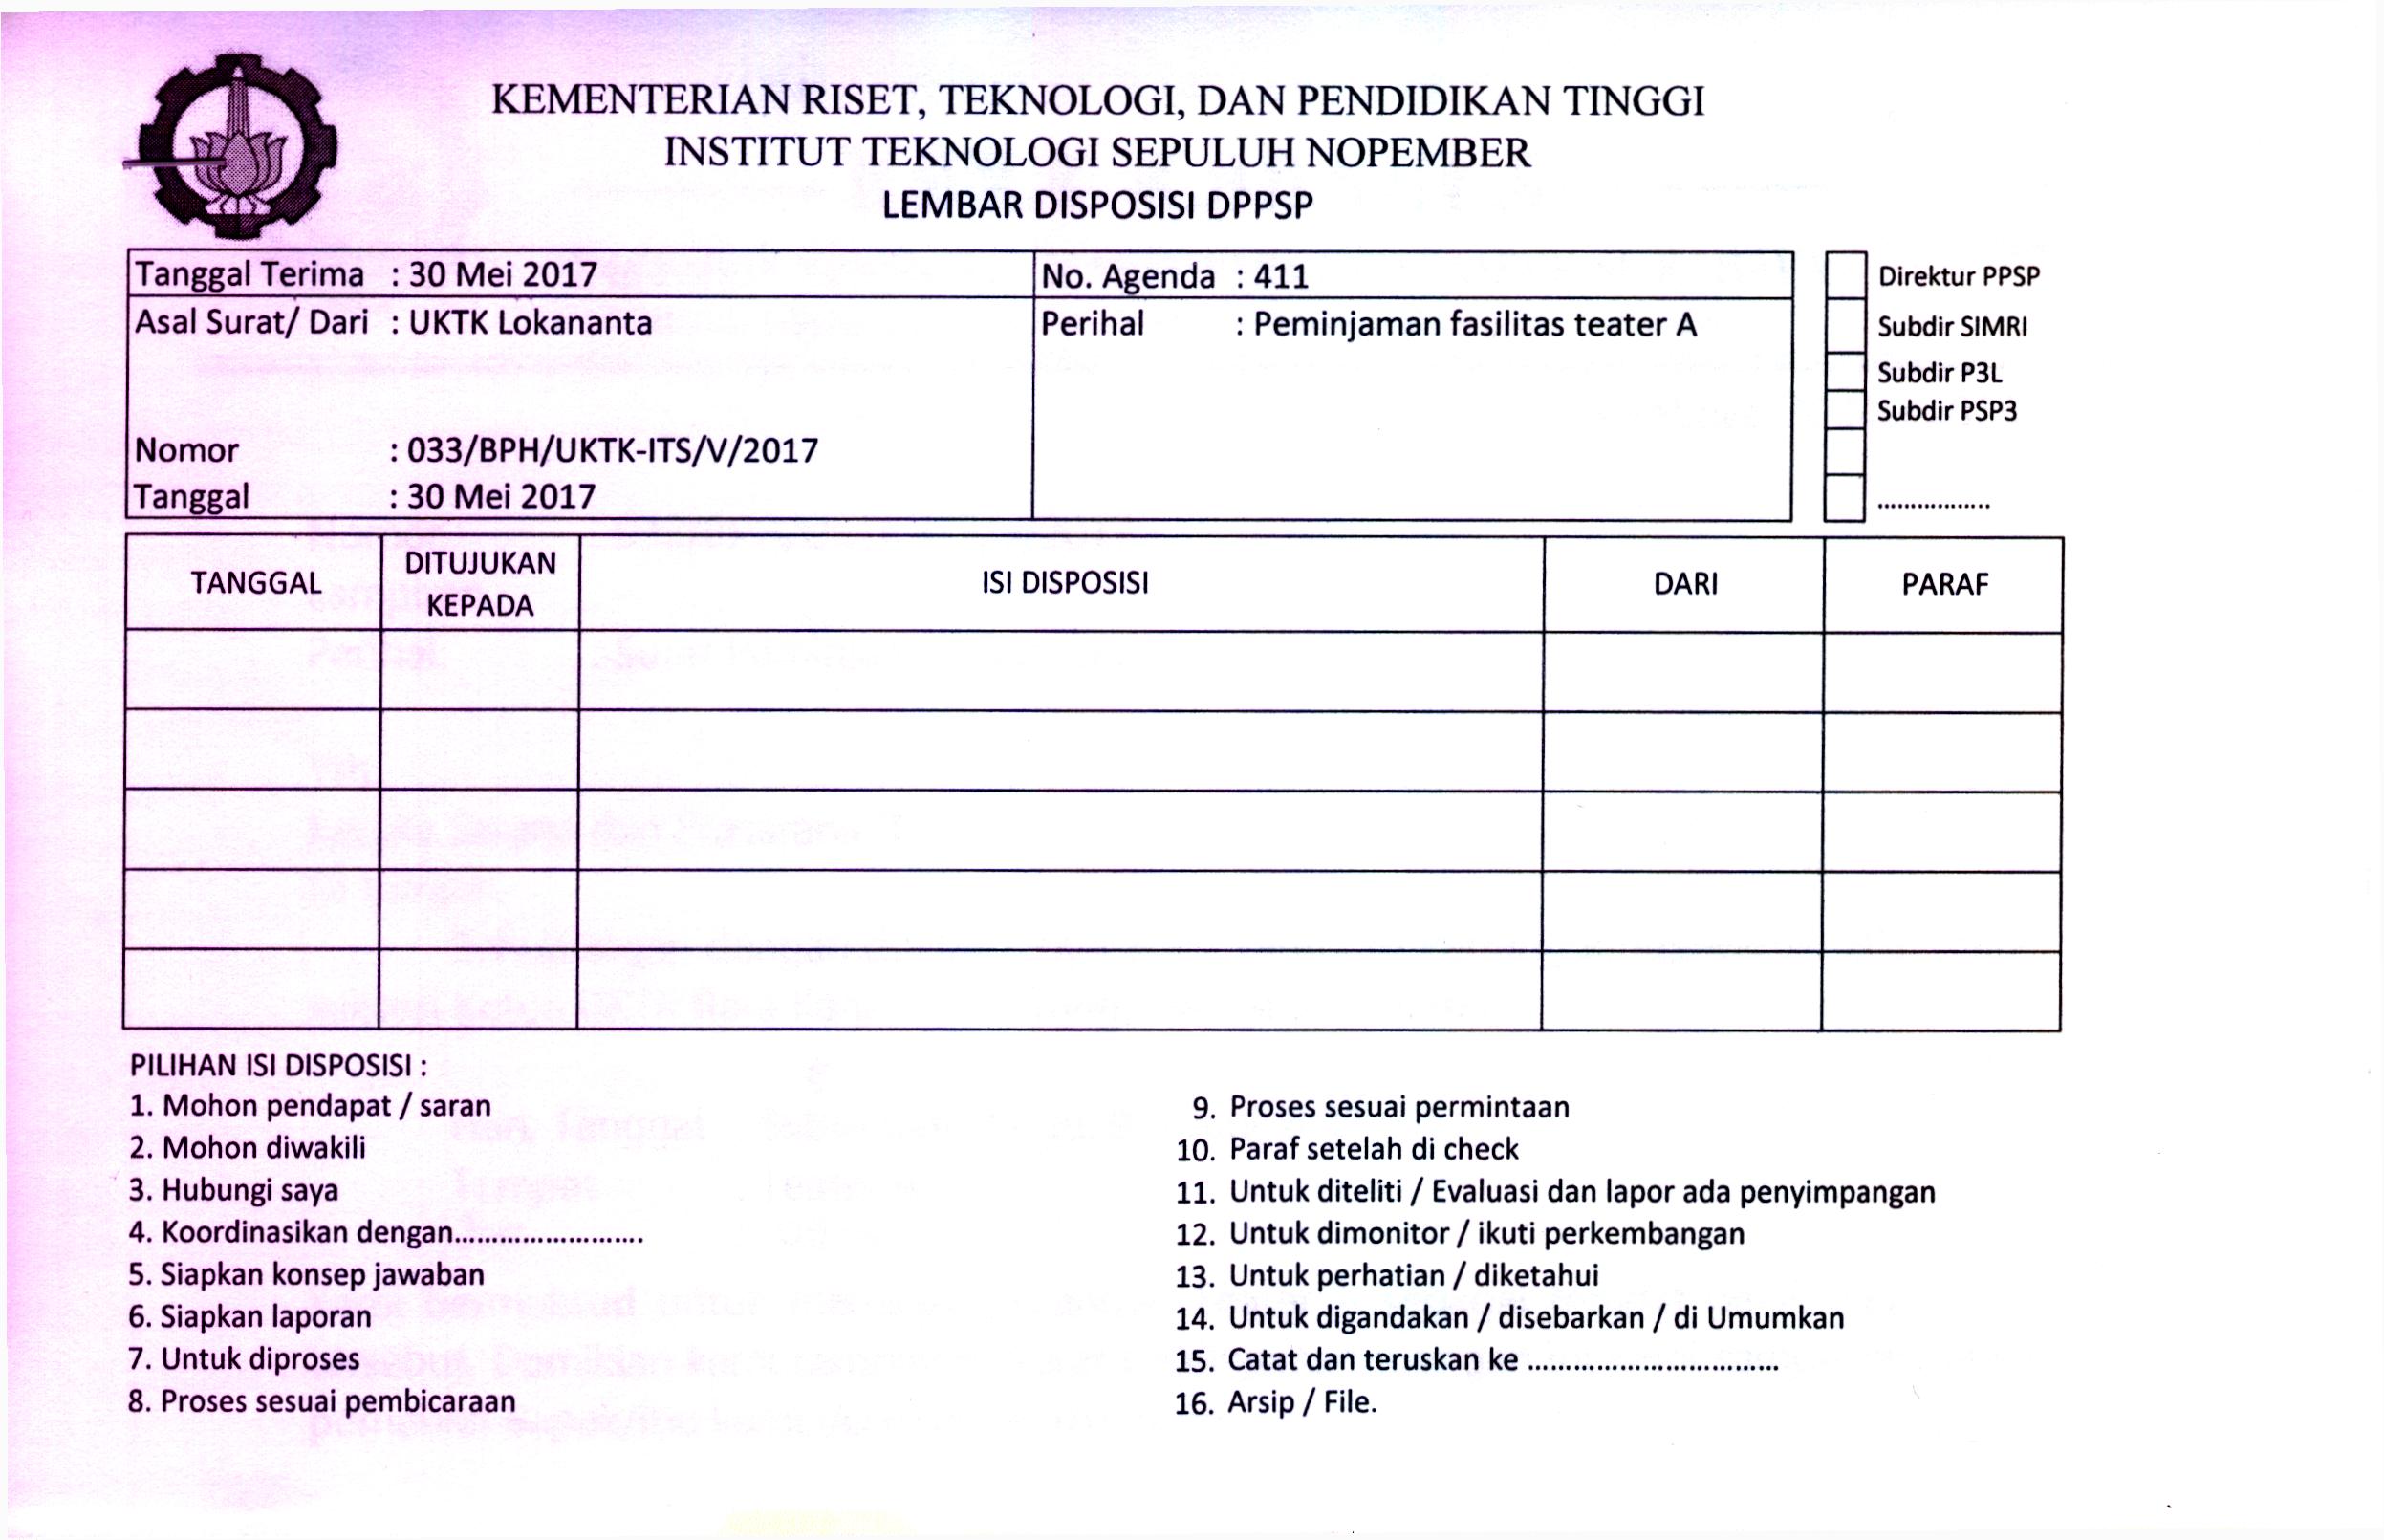 KEMENTERIAN RISET, TEKNOLOGI, DAN PENDIDIKAN TINGGI
INSTITUT TEKNOLOGI SEPULUH NOPEMBER
LEMBAR DISPOSISI DPPSP
Tanggal Terima : 30 Mei 2017
No. Agenda : 411
Asal Surat/ Dari : UKTK Lokananta
Perihal : Peminjaman fasilitas teater A
Nomor : 033/BPH/UKTK-ITS/V/2017
Tanggal : 30 Mei 2017
Direktur PPSP
Subdir SIMRI
Subdir P3L
Subdir PSP3
.................
TANGGAL
DITUJUKAN
KEPADA
ISI DISPOSISI
DARI
PARAF
PILIHAN ISI DISPOSISI :
1. Mohon pendapat / saran
2. Mohon diwakili
3. Hubungi saya
4. Koordinasikan dengan.........................
5. Siapkan konsep jawaban
6. Siapkan laporan
7. Untuk diproses
8. Proses sesuai pembicaraan
9. Proses sesuai permintaan
10. Paraf setelah di check
11. Untuk diteliti / Evaluasi dan lapor ada penyimpangan
12. Untuk dimonitor / ikuti perkembangan
13. Untuk perhatian / diketahui
14. Untuk digandakan / disebarkan / di Umumkan
15. Catat dan teruskan ke .................................
16. Arsip / File.